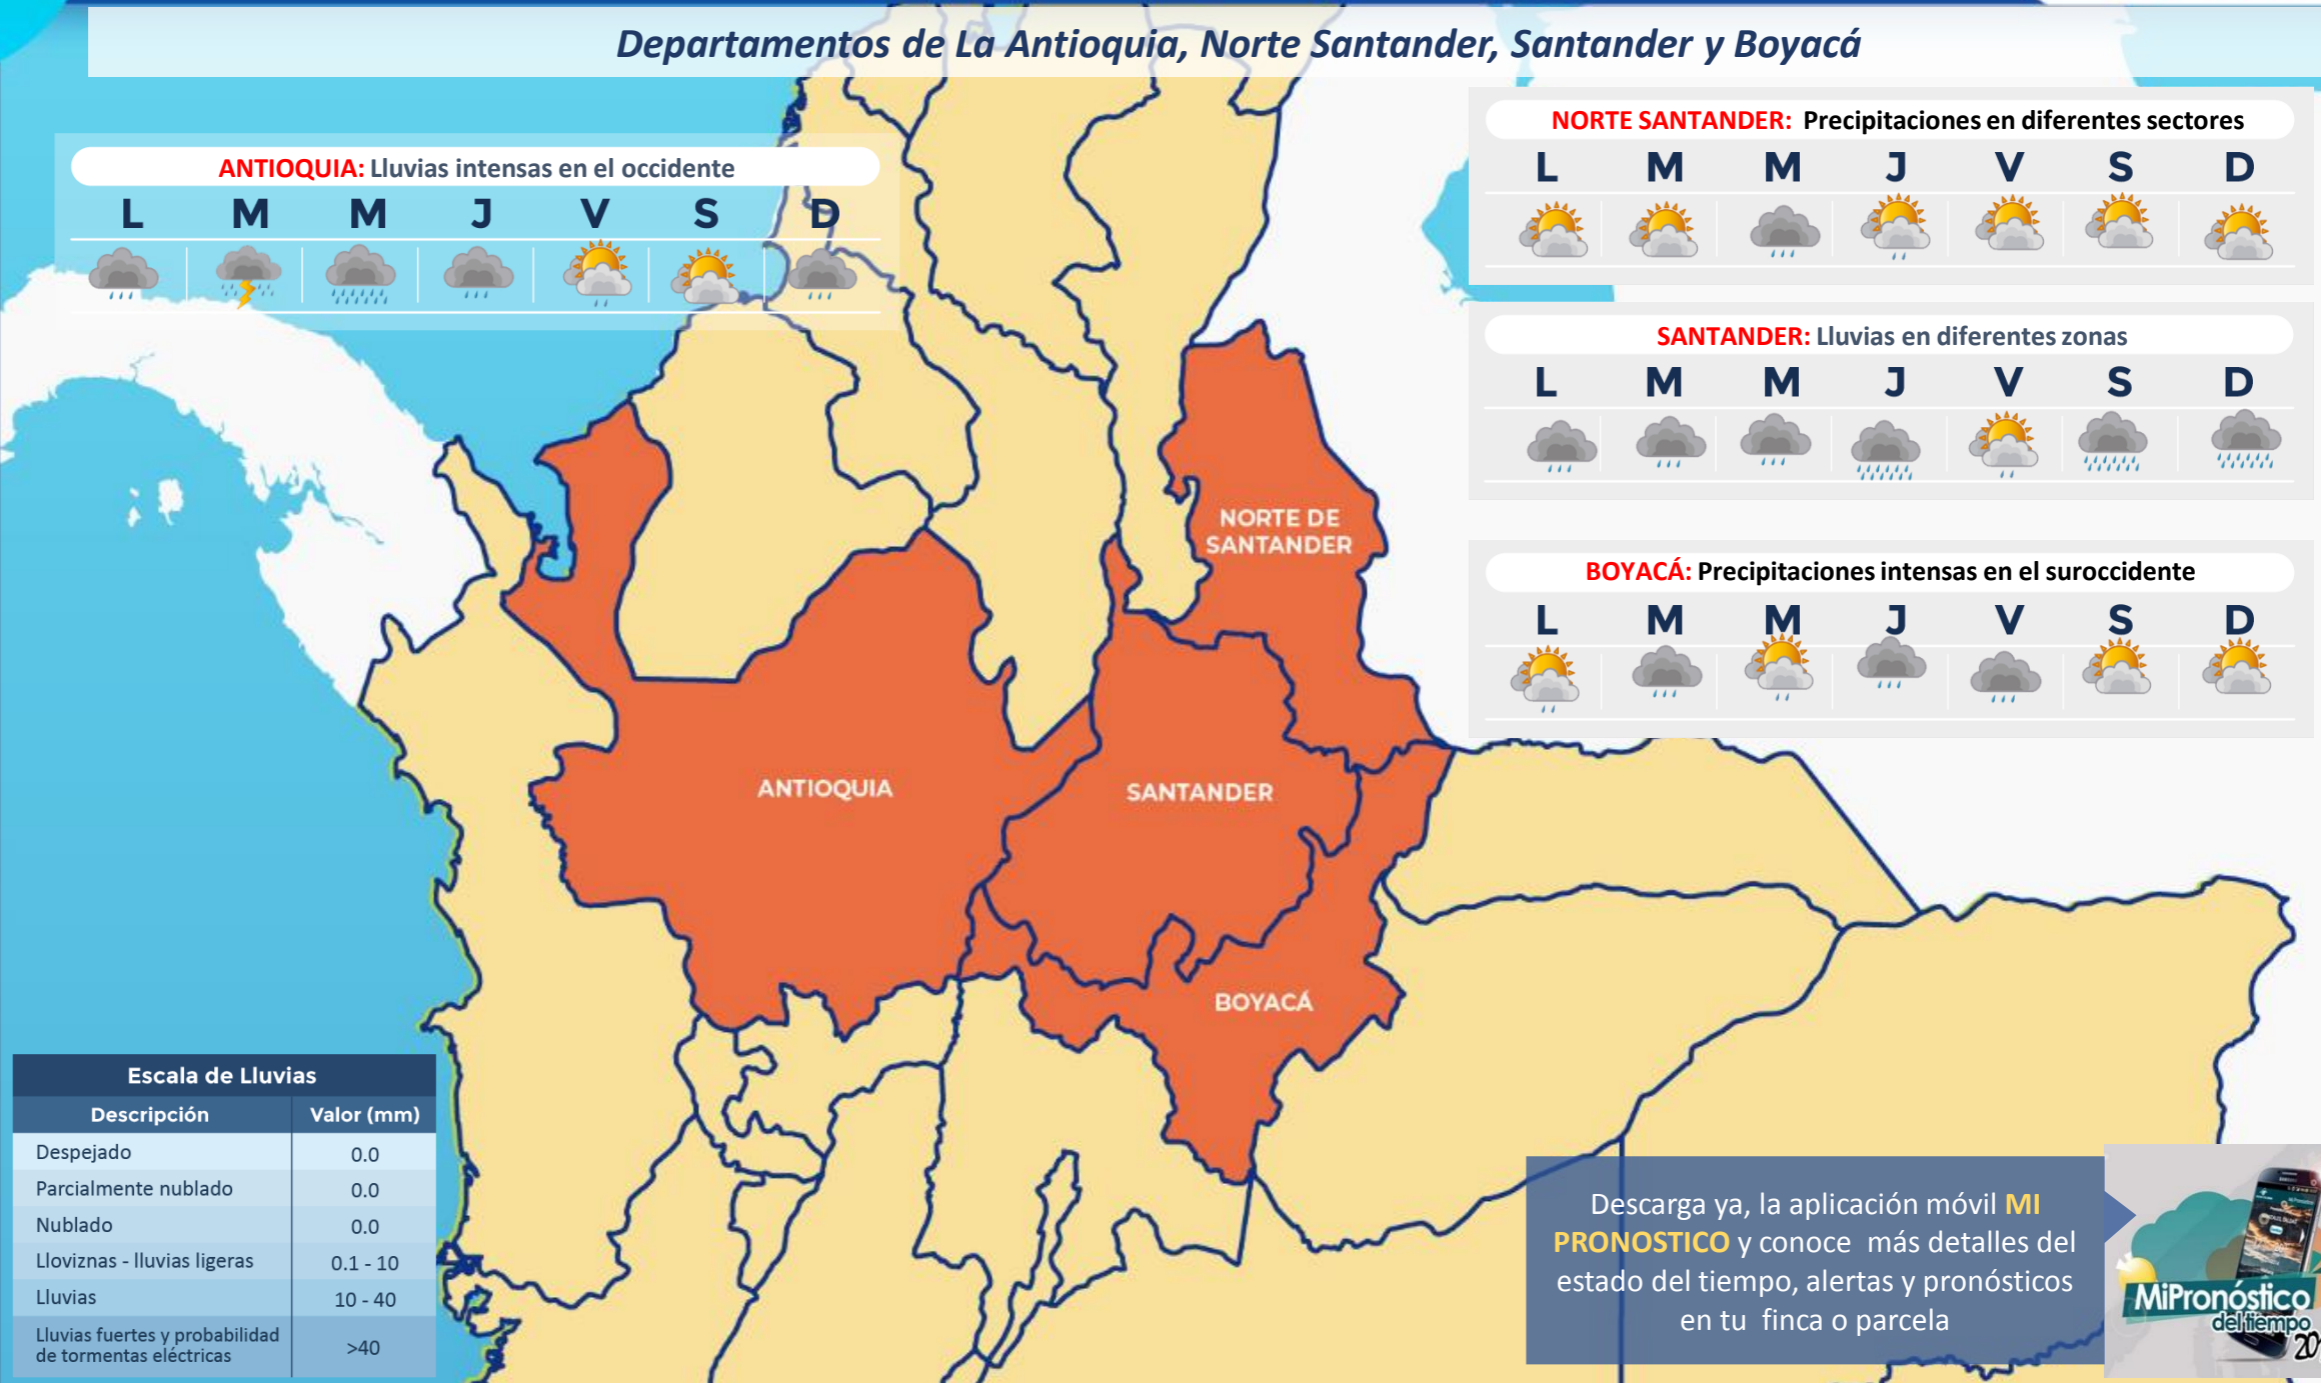 Departamentos de La Antioquia, Norte Santander, Santander y Boyacá
ANTIOQUIA: Lluvias intensas en el occidente
L M M J V S D
NORTE SANTANDER: Precipitaciones en diferentes sectores
L M M J V S D
SANTANDER: Lluvias en diferentes zonas
L M M J V S D
BOYACÁ: Precipitaciones intensas en el suroccidente
L M M J V S D
NORTE DE
SANTANDER
ANTIOQUIA
SANTANDER
BOYACÁ
Escala de Lluvias
Descripción Valor (mm)
Despejado 0.0
Parcialmente nublado 0.0
Nublado 0.0
Lloviznas - lluvias ligeras 0.1 - 10
Lluvias 10 - 40
Lluvias fuertes y probabilidad
de tormentas eléctricas >40
Descarga ya, la aplicación móvil MI
PRONOSTICO y conoce más detalles del
estado del tiempo, alertas y pronósticos
en tu finca o parcela
MiPronóstico
del tiempo